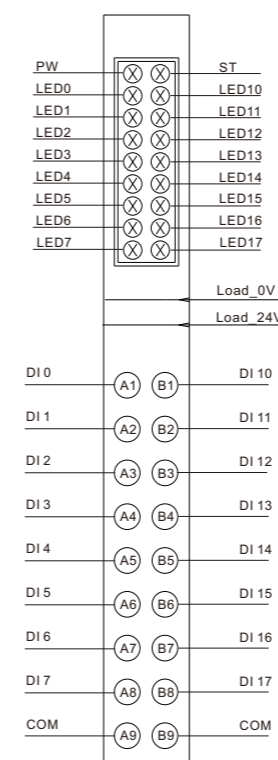 PW ST
LED0 LED10
LED1 LED11
LED2 LED12
LED3 LED13
LED4 LED14
LED5 LED15
LED6 LED16
LED7 LED17
Load_0V
Load_24V
DI 0 A1 B1 DI 10
DI 1 A2 B2 DI 11
DI 2 A3 B3 DI 12
DI 3 A4 B4 DI 13
DI 4 A5 B5 DI 14
DI 5 A6 B6 DI 15
DI 6 A7 B7 DI 16
DI 7 A8 B8 DI 17
COM A9 B9 COM